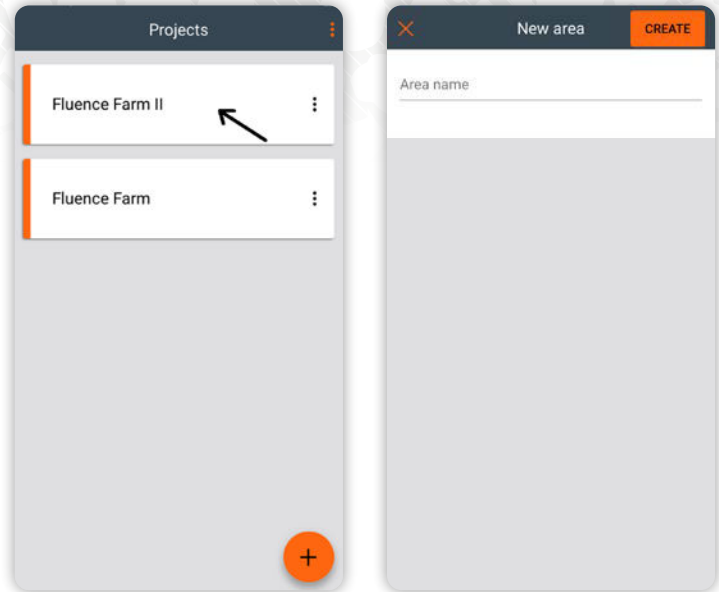 Projects
Fluence Farm II
Fluence Farm
New area
CREATE
Area name